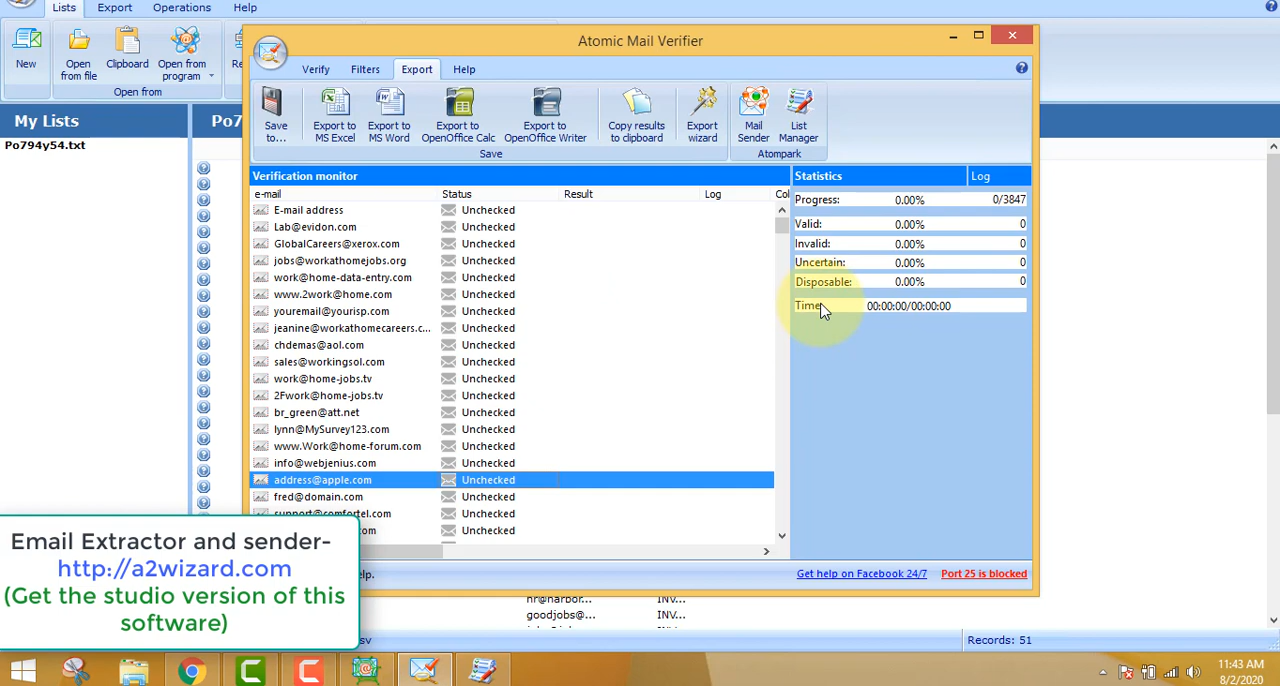 Lists Export Operations Help
New
Open from file
Clipboard
Open from program
Open from
My Lists
Po794y54.txt
Atomic Mail Verifier
Verify Filters Export Help
Save to...
Export to MS Excel
Export to MS Word
Export to OpenOffice Calc
Export to OpenOffice Writer
Copy results to clipboard
Export wizard
Mail Sender
List Manager
Save
Atompark
Verification monitor
e-mail Status Result Log Col
E-mail address Unchecked
Lab@evidon.com Unchecked
GlobalCareers@xerox.com Unchecked
jobs@workathomejobs.org Unchecked
work@home-data-entry.com Unchecked
www.2work@home.com Unchecked
youremail@yourisp.com Unchecked
jeanine@workathomecareers.c... Unchecked
chdemas@aol.com Unchecked
sales@workingsol.com Unchecked
work@home-jobs.tv Unchecked
2Fwork@home-jobs.tv Unchecked
br_green@att.net Unchecked
lynn@MySurvey123.com Unchecked
www.Work@home-forum.com Unchecked
info@webjenius.com Unchecked
address@apple.com Unchecked
fred@domain.com Unchecked
support@comfortel.com Unchecked
om Unchecked
Statistics Log
Progress: 0.00% 0/3847
Valid: 0.00% 0
Invalid: 0.00% 0
Uncertain: 0.00% 0
Disposable: 0.00% 0
Time: 00:00:00/00:00:00
elp.
Get help on Facebook 24/7 Port 25 is blocked
goodjobs@... INV...
sv
Records: 51
Email Extractor and sender-
http://a2wizard.com
(Get the studio version of this
software)
11:43 AM
8/2/2020